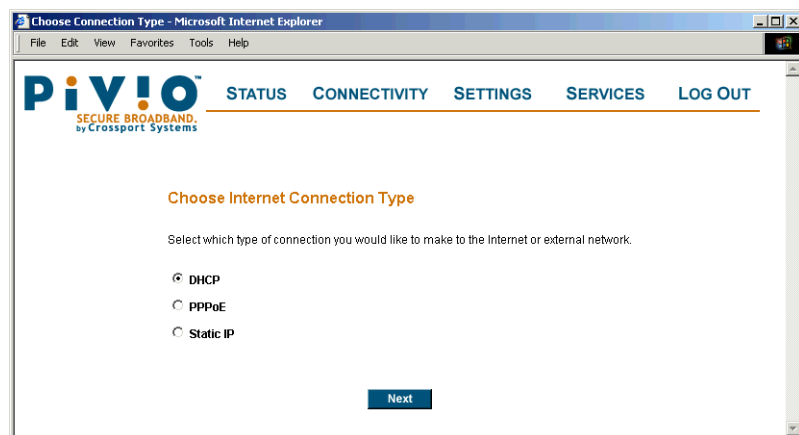 Choose Connection Type - Microsoft Internet Explorer
File Edit View Favorites Tools Help
PiV!O™
SECURE BROADBAND.
by Crossport Systems
STATUS CONNECTIVITY SETTINGS SERVICES LOG OUT
Choose Internet Connection Type
Select which type of connection you would like to make to the Internet or external network.
DHCP
PPPoE
Static IP
Next